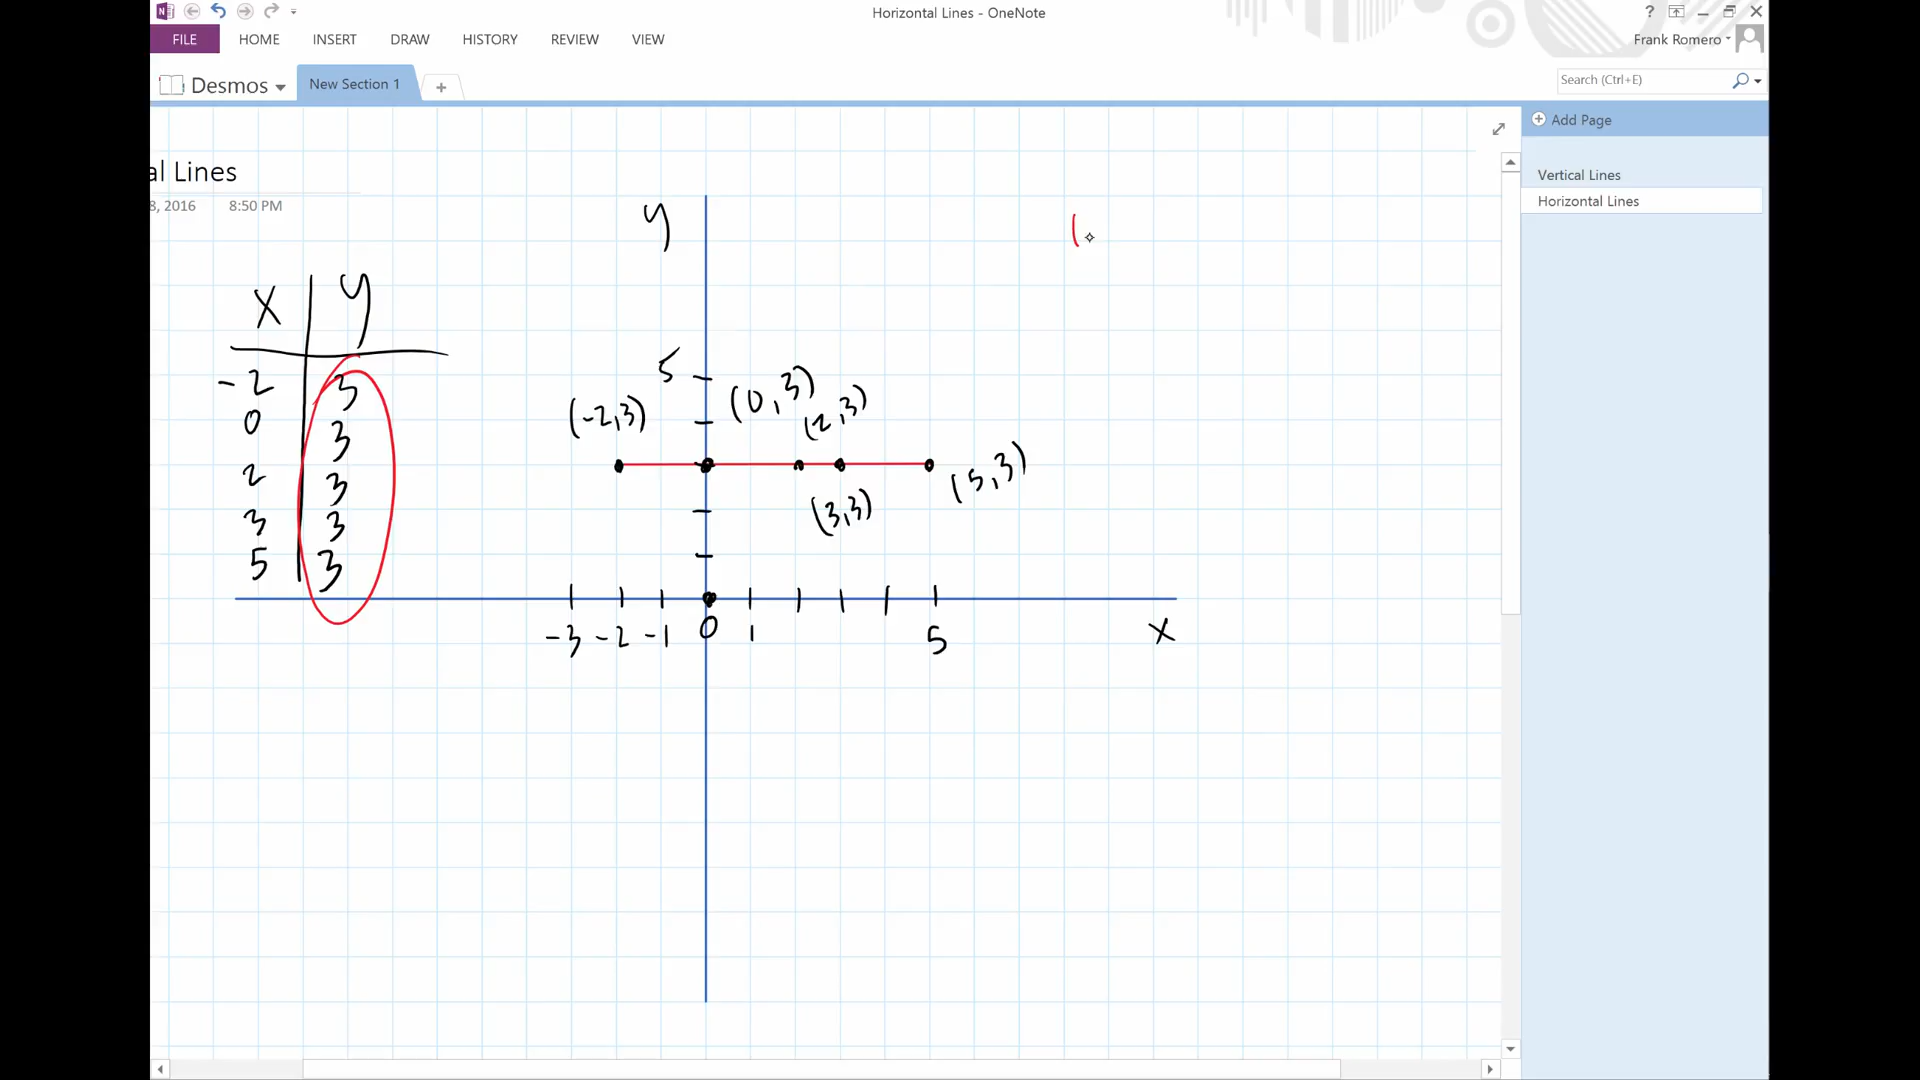 Horizontal Lines - OneNote
?
FILE HOME INSERT DRAW HISTORY REVIEW VIEW
Frank Romero
Desmos New Section 1 +
Search (Ctrl+E)
Add Page
Vertical Lines
Horizontal Lines
al Lines
8, 2016 8:50 PM
x y
-2 3
0 3
2 3
3 3
5 3
y
(
5
(-2,3) (0,3) (2,3)
(3,3) (5,3)
-3 -2 -1 0 1 5 x